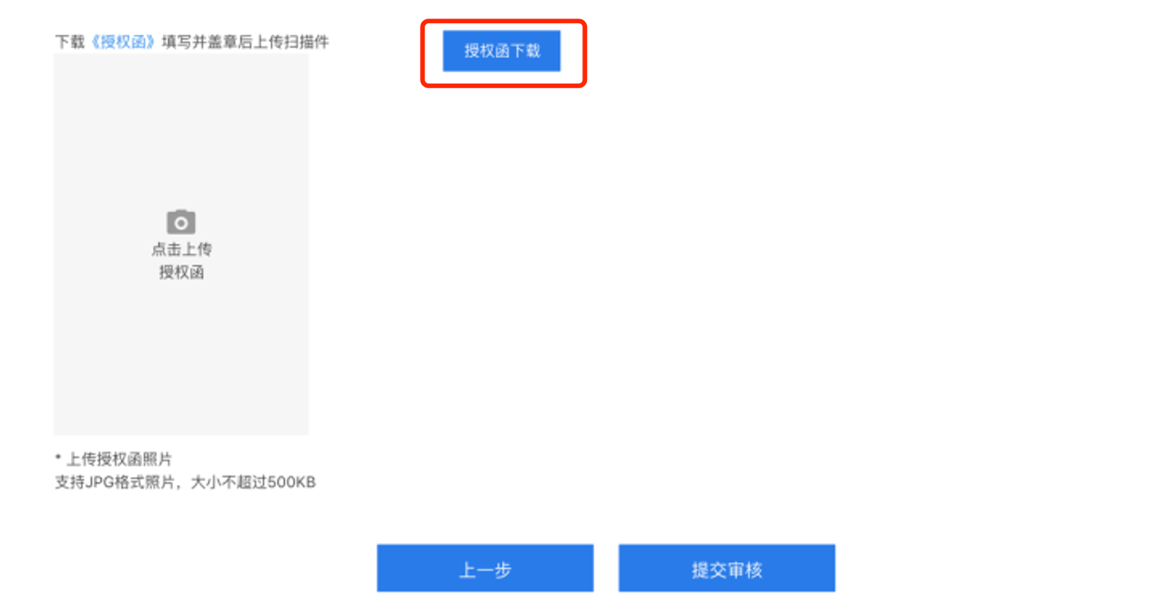 下载《授权函》填写并盖章后上传扫描件
授权函下载
点击上传
授权函
* 上传授权函照片
支持JPG格式照片，大小不超过500KB
上一步
提交审核